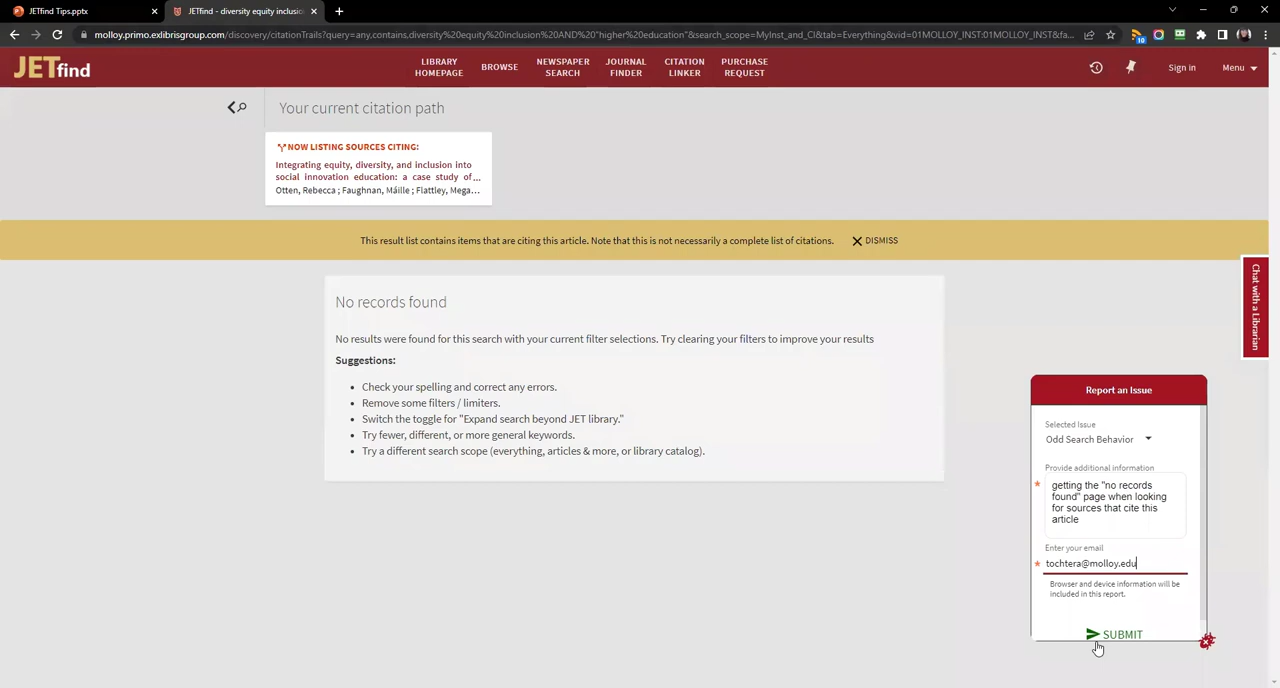 JETfind Tips.pptx
JETfind - diversity equity inclusio
molloy.primo.exlibrisgroup.com/discovery/citationTrails?query=any,contains,diversity%20equity%20inclusion%20AND%20"higher%20education"&search_scope=MyInst_and_CI&tab=Everything&vid=01MOLLOY_INST:01MOLLOY_INST&fa...
10
JETfind
LIBRARY
HOMEPAGE
BROWSE
NEWSPAPER
SEARCH
JOURNAL
FINDER
CITATION
LINKER
PURCHASE
REQUEST
Sign in
Menu
Your current citation path
NOW LISTING SOURCES CITING:
Integrating equity, diversity, and inclusion into
social innovation education: a case study of...
Otten, Rebecca ; Faughnan, Máille ; Flattley, Mega...
This result list contains items that are citing this article. Note that this is not necessarily a complete list of citations.
DISMISS
Chat with a Librarian
No records found
No results were found for this search with your current filter selections. Try clearing your filters to improve your results
Suggestions:
• Check your spelling and correct any errors.
• Remove some filters / limiters.
• Switch the toggle for "Expand search beyond JET library."
• Try fewer, different, or more general keywords.
• Try a different search scope (everything, articles & more, or library catalog).
Report an Issue
Selected Issue
Odd Search Behavior
Provide additional information
* getting the "no records
found" page when looking
for sources that cite this
article
Enter your email
* tochtera@molloy.edu
Browser and device information will be
included in this report.
SUBMIT